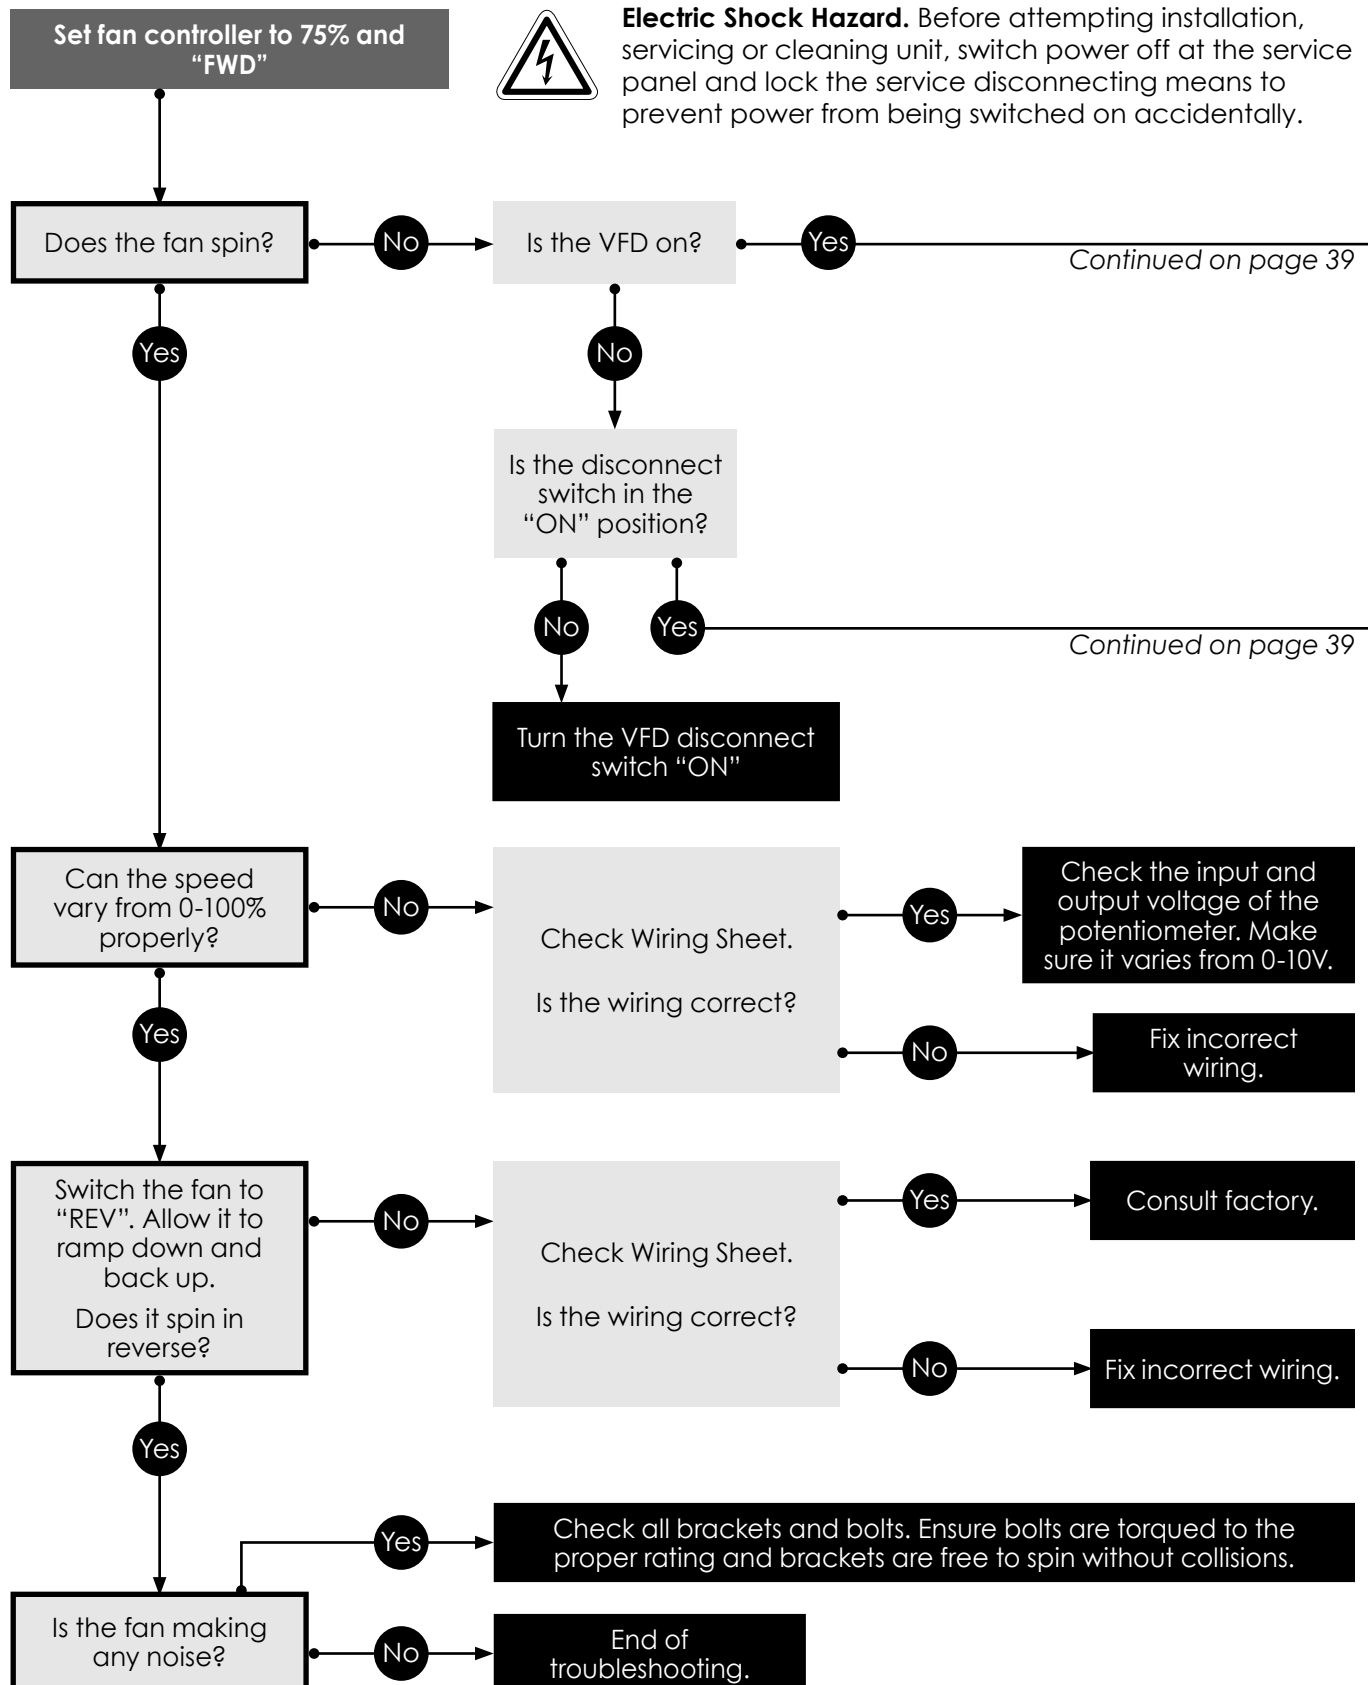 Set fan controller to 75% and
“FWD”
Electric Shock Hazard. Before attempting installation,
servicing or cleaning unit, switch power off at the service
panel and lock the service disconnecting means to
prevent power from being switched on accidentally.
Does the fan spin?
No
Is the VFD on?
Yes
Continued on page 39
Yes
No
Is the disconnect
switch in the
“ON” position?
No
Yes
Continued on page 39
Turn the VFD disconnect
switch “ON”
Can the speed
vary from 0-100%
properly?
No
Check Wiring Sheet.
Is the wiring correct?
Yes
Check the input and
output voltage of the
potentiometer. Make
sure it varies from 0-10V.
No
Fix incorrect
wiring.
Yes
Switch the fan to
“REV”. Allow it to
ramp down and
back up.
Does it spin in
reverse?
No
Check Wiring Sheet.
Is the wiring correct?
Yes
Consult factory.
No
Fix incorrect wiring.
Yes
Is the fan making
any noise?
Yes
Check all brackets and bolts. Ensure bolts are torqued to the
proper rating and brackets are free to spin without collisions.
No
End of
troubleshooting.